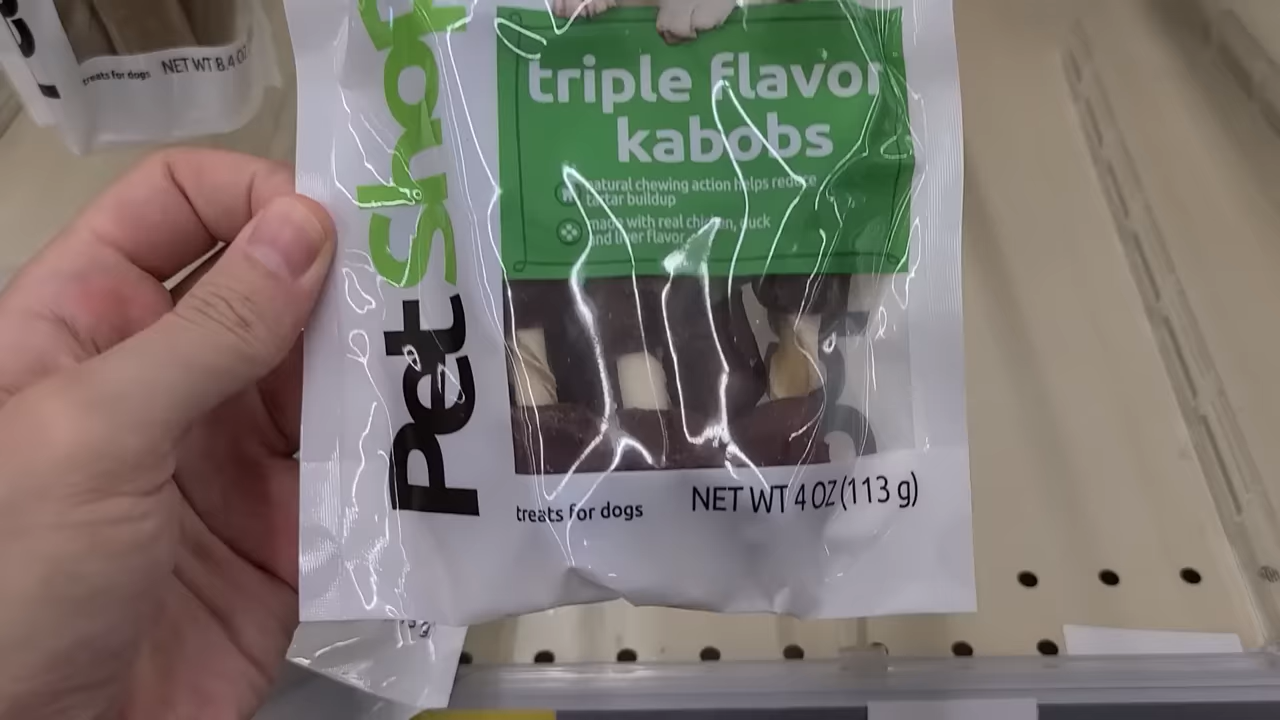 treats for dogs NET WT 8.4 OZ
PetShop
triple flavor
kabobs
natural chewing action helps reduce
tartar buildup
made with real chicken, duck
and liver flavor
treats for dogs NET WT 4 OZ (113 g)